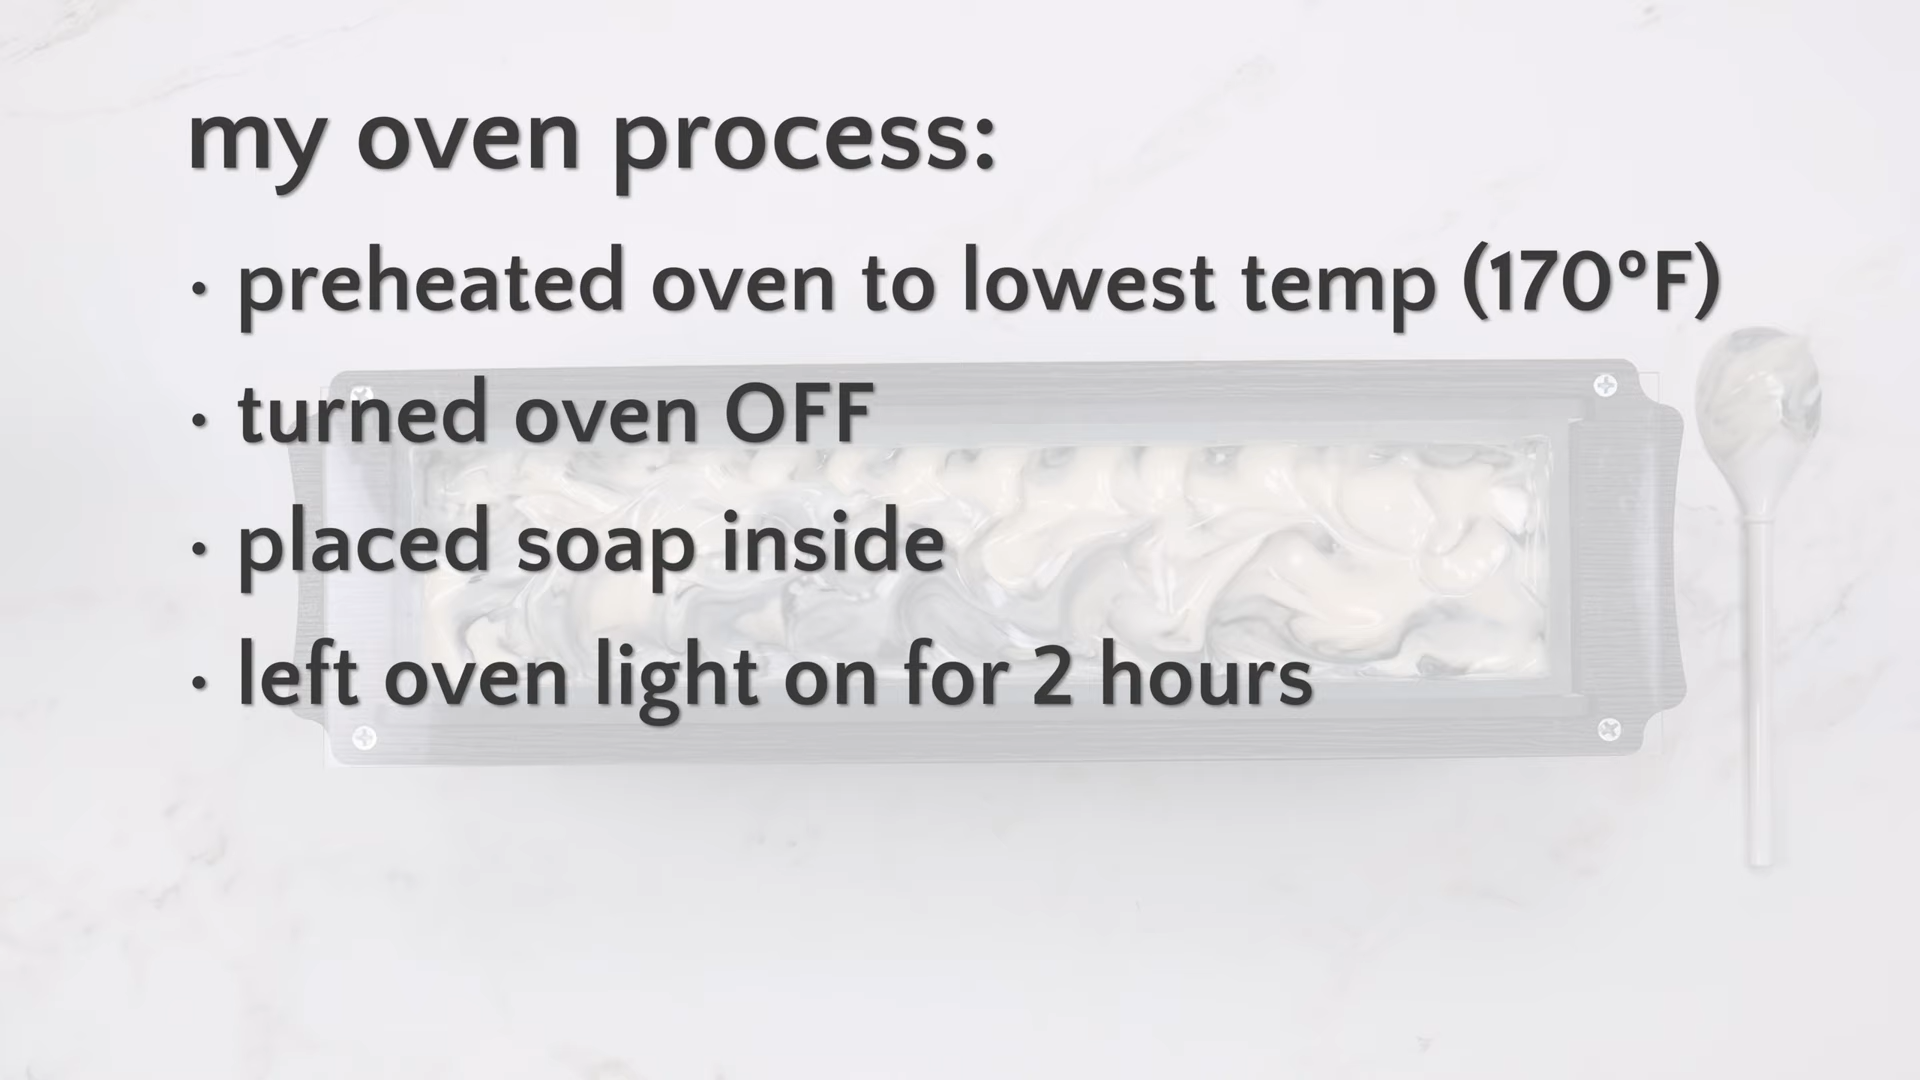 my oven process:
• preheated oven to lowest temp (170°F)
• turned oven OFF
• placed soap inside
• left oven light on for 2 hours